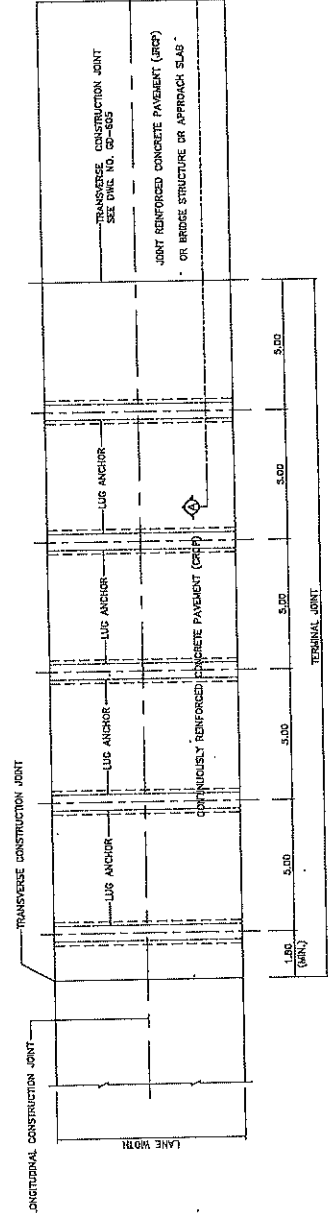 TRANSVERSE CONSTRUCTION JOINT
ONGITUDINAL CONSTRUCTION JOINT
LANE WIDTH
LUG ANCHOR
LUG ANCHOR
LUG ANCHOR
LUG ANCHOR
CONTINUOUSLY REINFORCED CONCRETE PAVEMENT (CRCP)
A
TRANSVERSE CONSTRUCTION JOINT
SEE DWG. NO. GD-605
JOINT REINFORCED CONCRETE PAVEMENT (JRCP)
OR BRIDGE STRUCTURE OR APPROACH SLAB
1.80
(MIN.)
5.00
5.00
5.00
5.00
5.00
TERMINAL JOINT